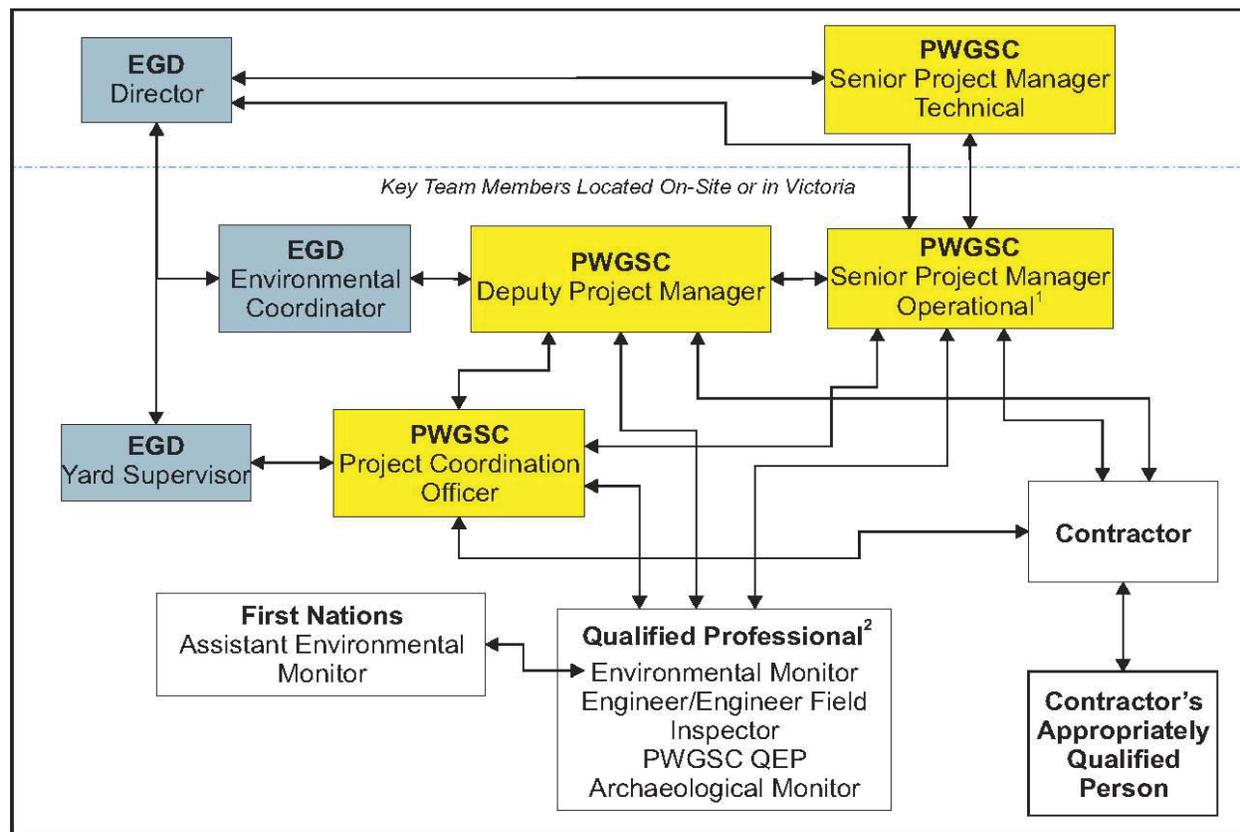 EGD
Director
PWGSC
Senior Project Manager
Technical
Key Team Members Located On-Site or in Victoria
EGD
Environmental
Coordinator
PWGSC
Deputy Project Manager
PWGSC
Senior Project Manager
Operational¹
EGD
Yard Supervisor
PWGSC
Project Coordination
Officer
Contractor
First Nations
Assistant Environmental
Monitor
Qualified Professional²
Environmental Monitor
Engineer/Engineer Field
Inspector
PWGSC QEP
Archaeological Monitor
Contractor’s
Appropriately
Qualified
Person